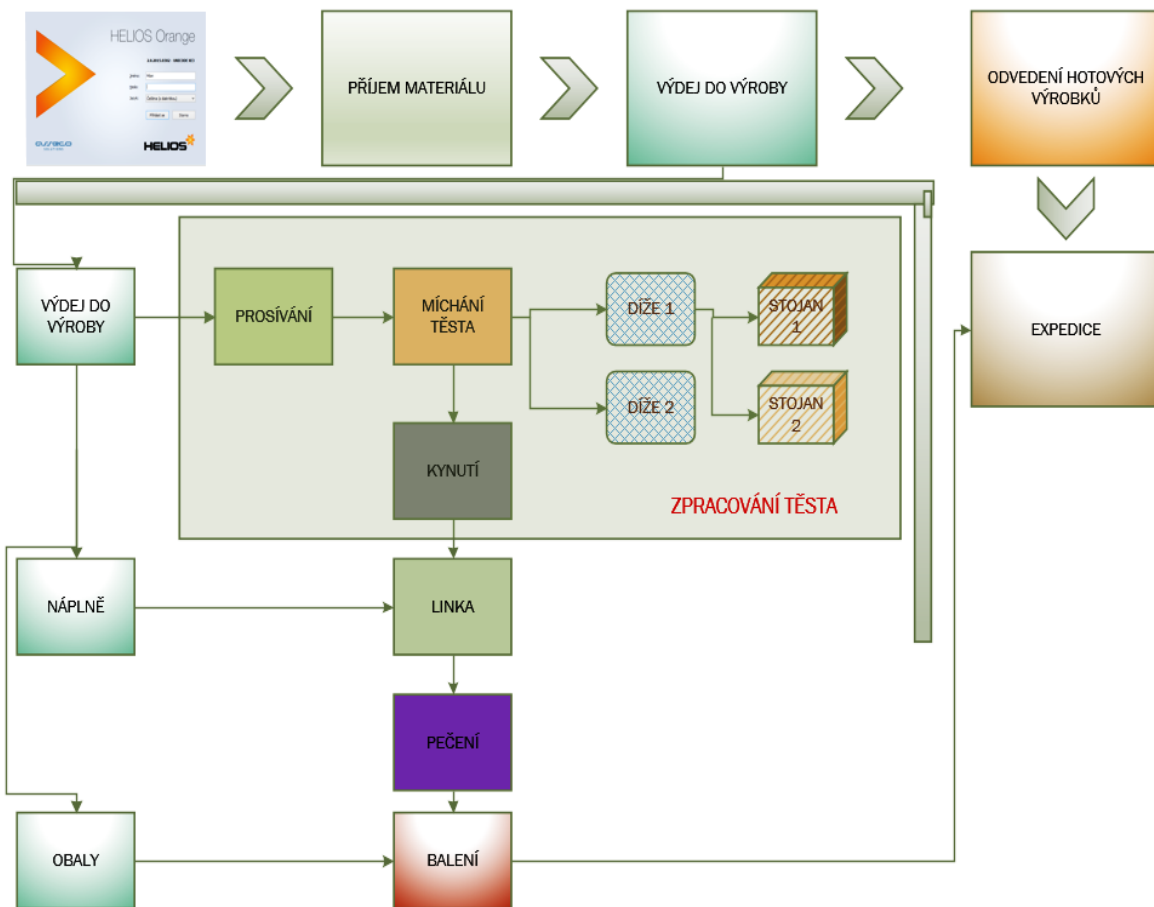 HELIOS Orange
PŘÍJEM MATERIÁLU
VÝDEJ DO VÝROBY
ODVEDENÍ HOTOVÝCH
VÝROBKŮ
HELIOS
VÝDEJ DO
VÝROBY
PROSÍVÁNÍ
MÍCHÁNÍ
TĚSTA
DÍŽE 1
STOJAN
1
EXPEDICE
DÍŽE 2
STOJAN
2
KYNUTÍ
ZPRACOVÁNÍ TĚSTA
NÁPLNĚ
LINKA
PEČENÍ
OBALY
BALENÍ